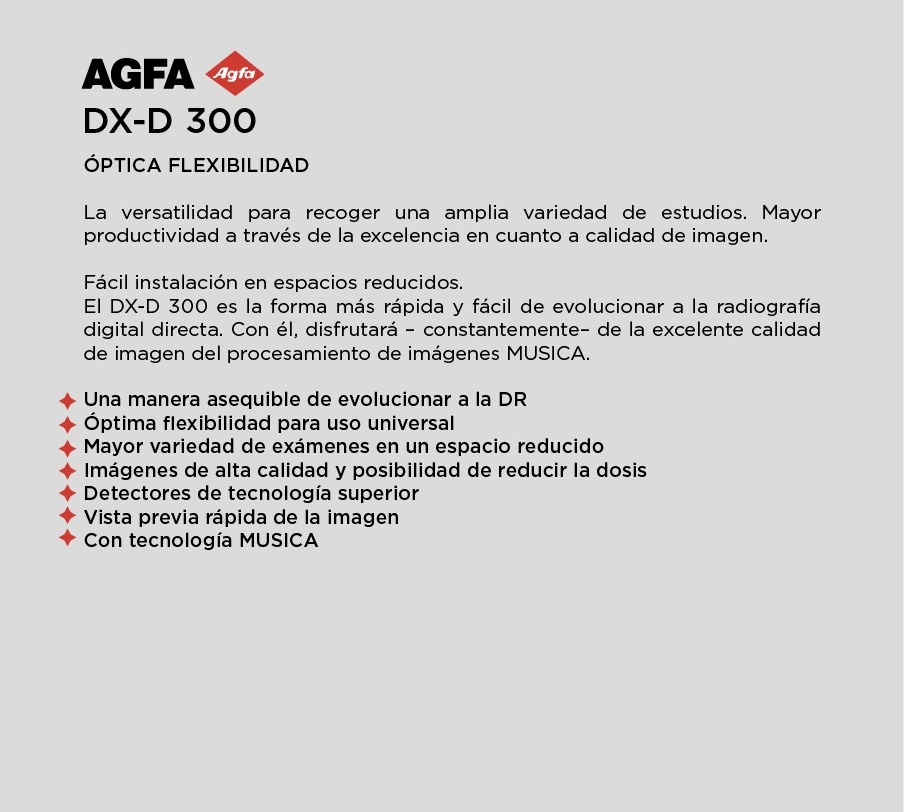 AGFA Agfa
DX-D 300
ÓPTICA FLEXIBILIDAD
La versatilidad para recoger una amplia variedad de estudios. Mayor
productividad a través de la excelencia en cuanto a calidad de imagen.
Fácil instalación en espacios reducidos.
El DX-D 300 es la forma más rápida y fácil de evolucionar a la radiografía
digital directa. Con él, disfrutará – constantemente– de la excelente calidad
de imagen del procesamiento de imágenes MUSICA.
Una manera asequible de evolucionar a la DR
Óptima flexibilidad para uso universal
Mayor variedad de exámenes en un espacio reducido
Imágenes de alta calidad y posibilidad de reducir la dosis
Detectores de tecnología superior
Vista previa rápida de la imagen
Con tecnología MUSICA